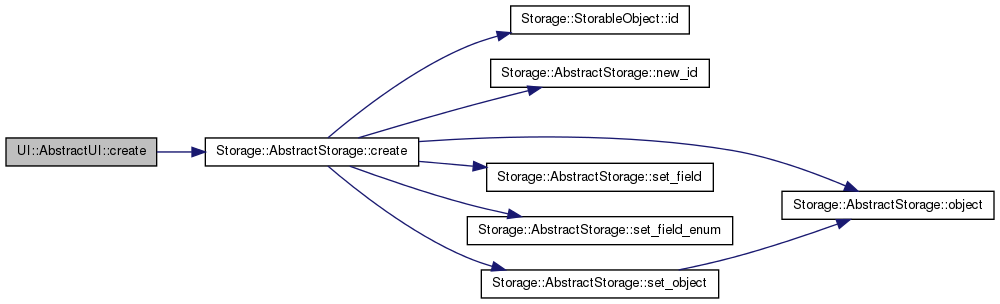 UI::AbstractUI::create
Storage::AbstractStorage::create
Storage::StorableObject::id
Storage::AbstractStorage::new_id
Storage::AbstractStorage::set_field
Storage::AbstractStorage::set_field_enum
Storage::AbstractStorage::set_object
Storage::AbstractStorage::object